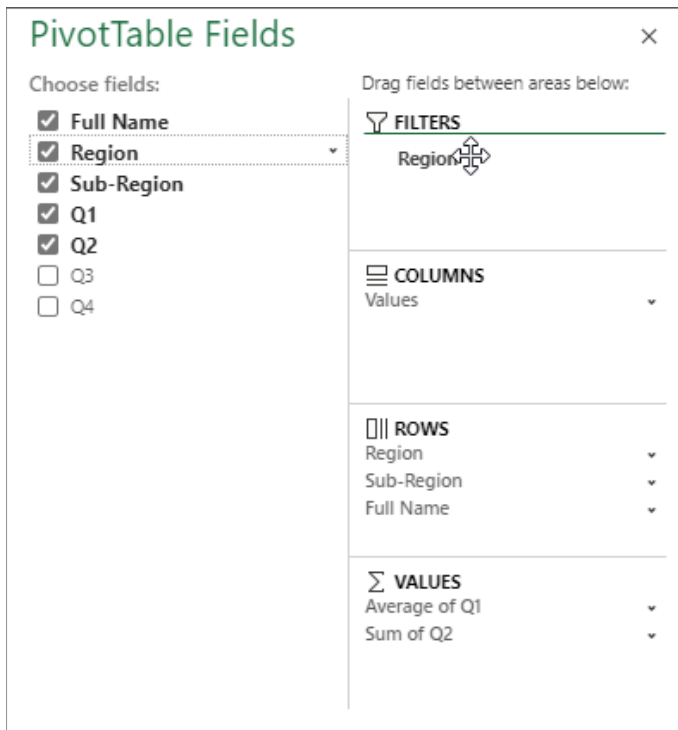 PivotTable Fields
Choose fields:
Full Name
Region
Sub-Region
Q1
Q2
Q3
Q4
Drag fields between areas below:
FILTERS
Region
COLUMNS
Values
ROWS
Region
Sub-Region
Full Name
VALUES
Average of Q1
Sum of Q2